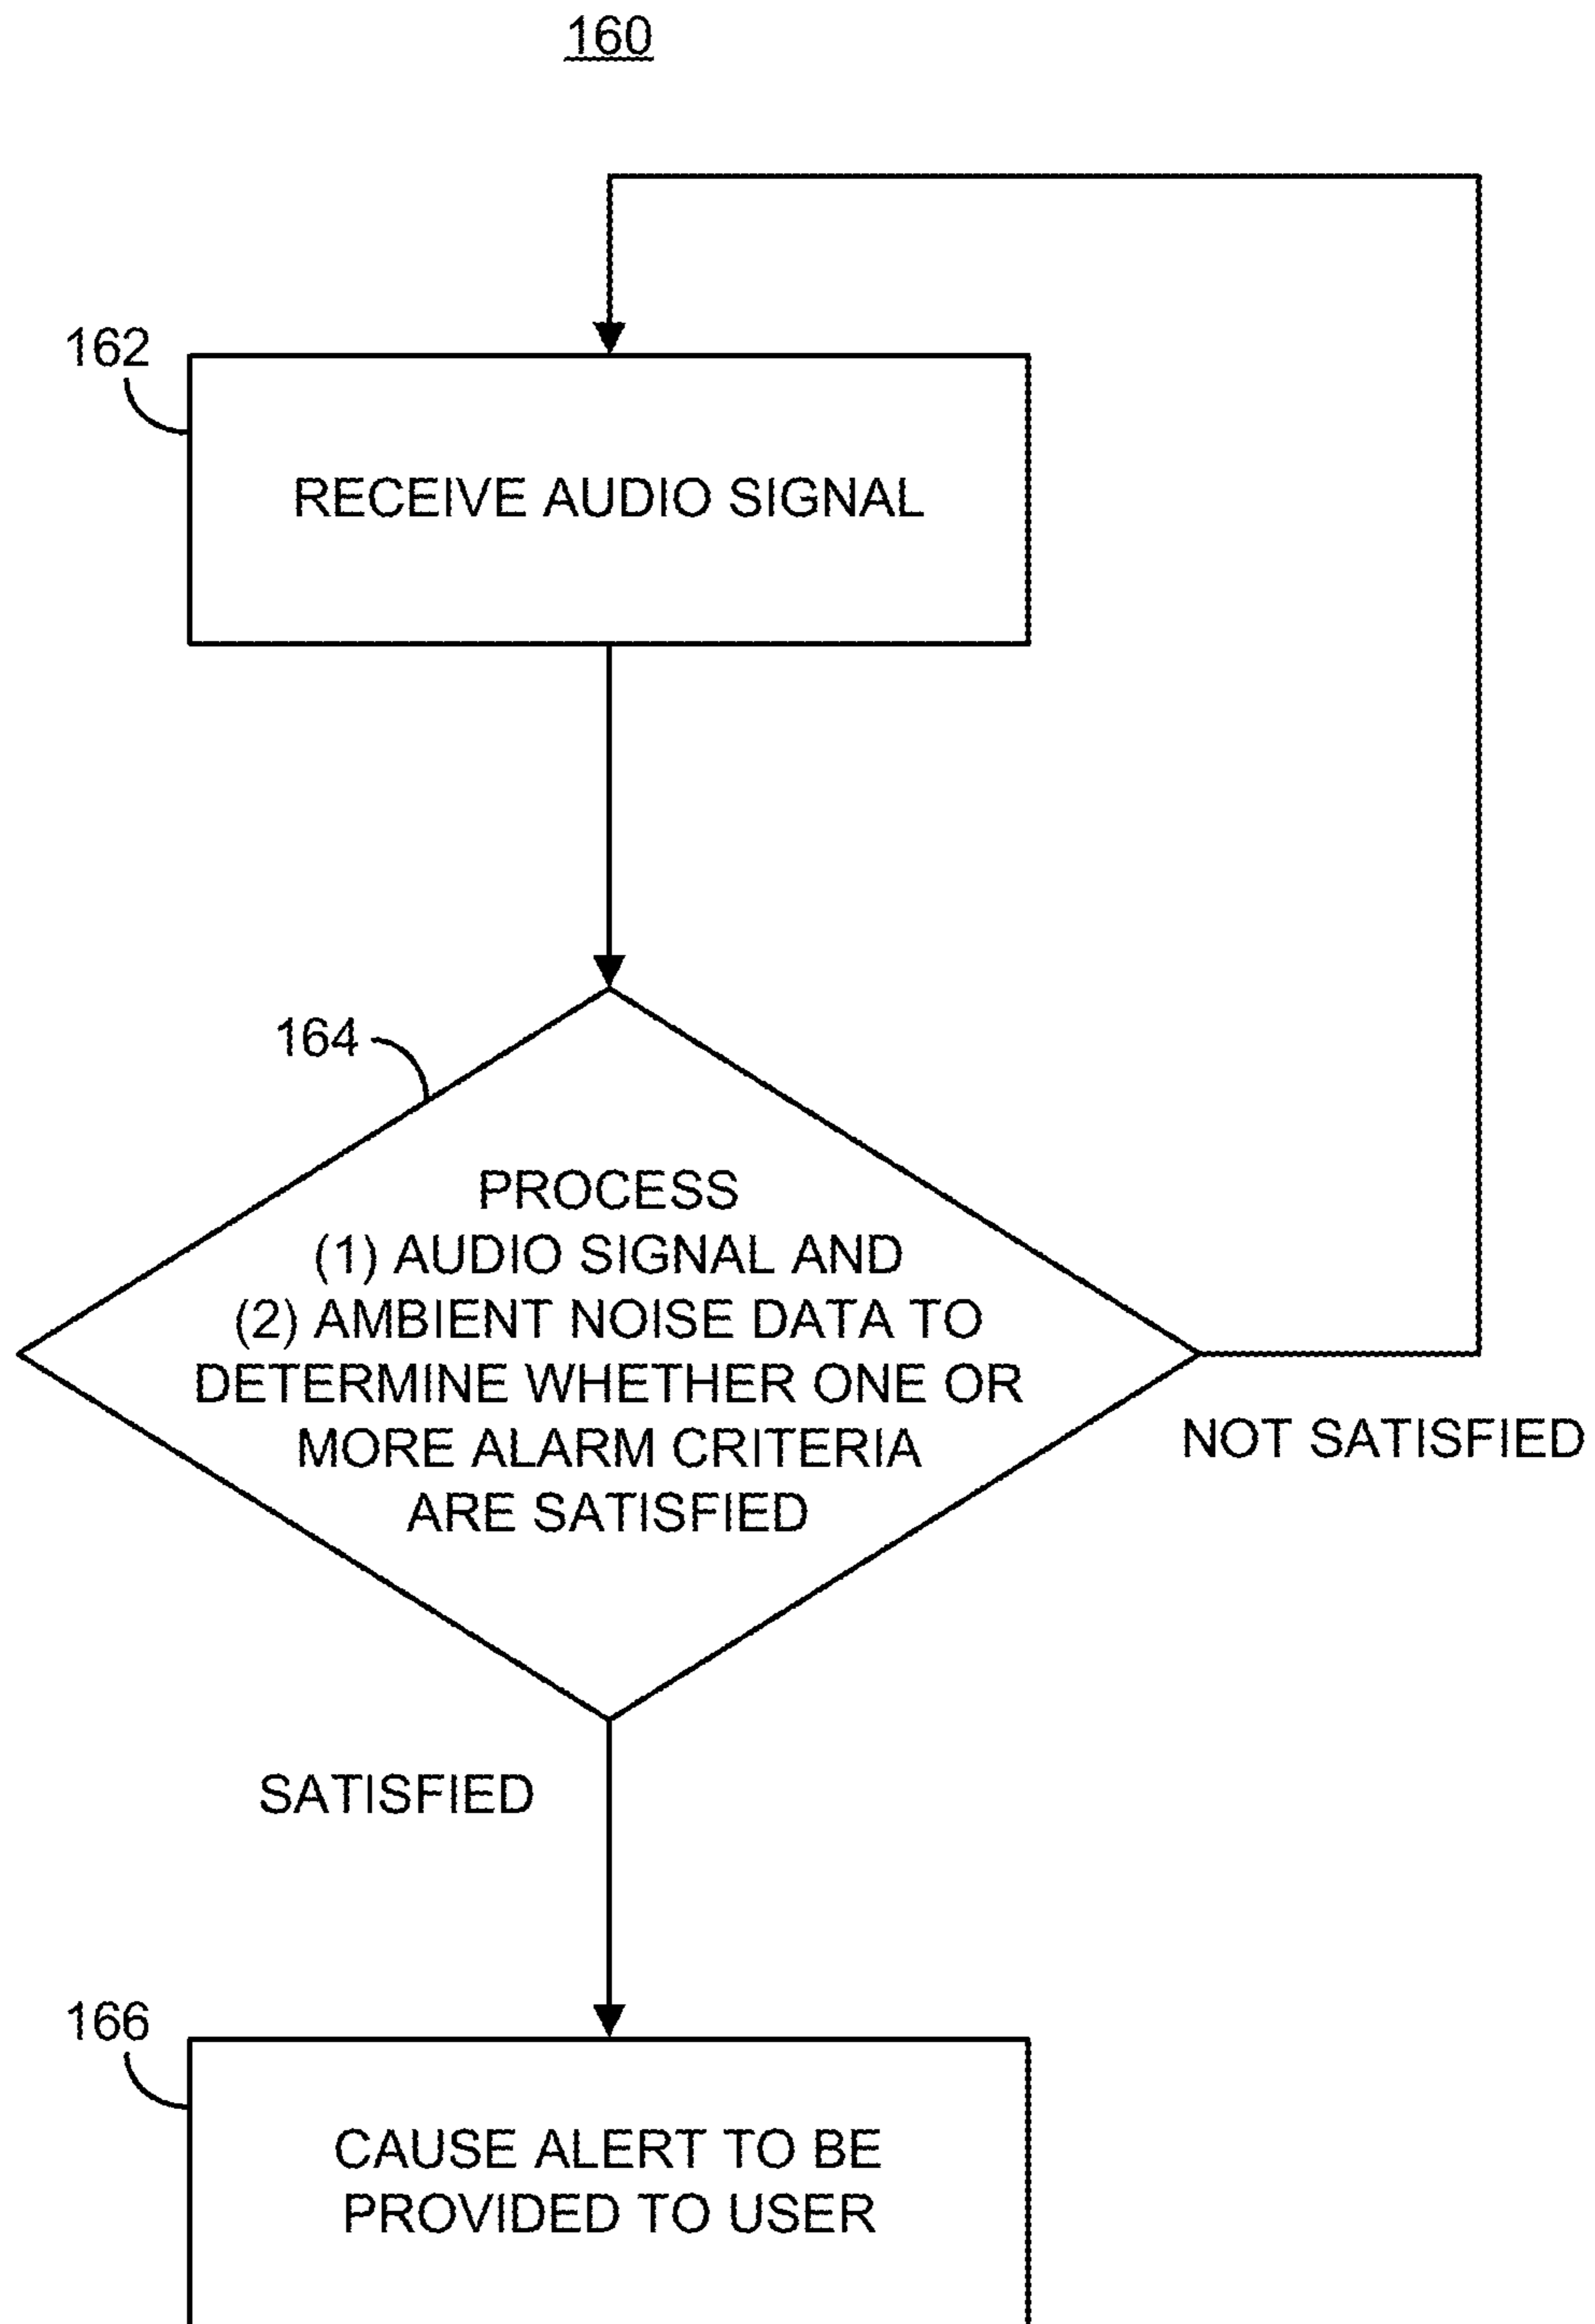 160
162
RECEIVE AUDIO SIGNAL
164
PROCESS
(1) AUDIO SIGNAL AND
(2) AMBIENT NOISE DATA TO
DETERMINE WHETHER ONE OR
MORE ALARM CRITERIA
ARE SATISFIED
NOT SATISFIED
SATISFIED
166
CAUSE ALERT TO BE
PROVIDED TO USER